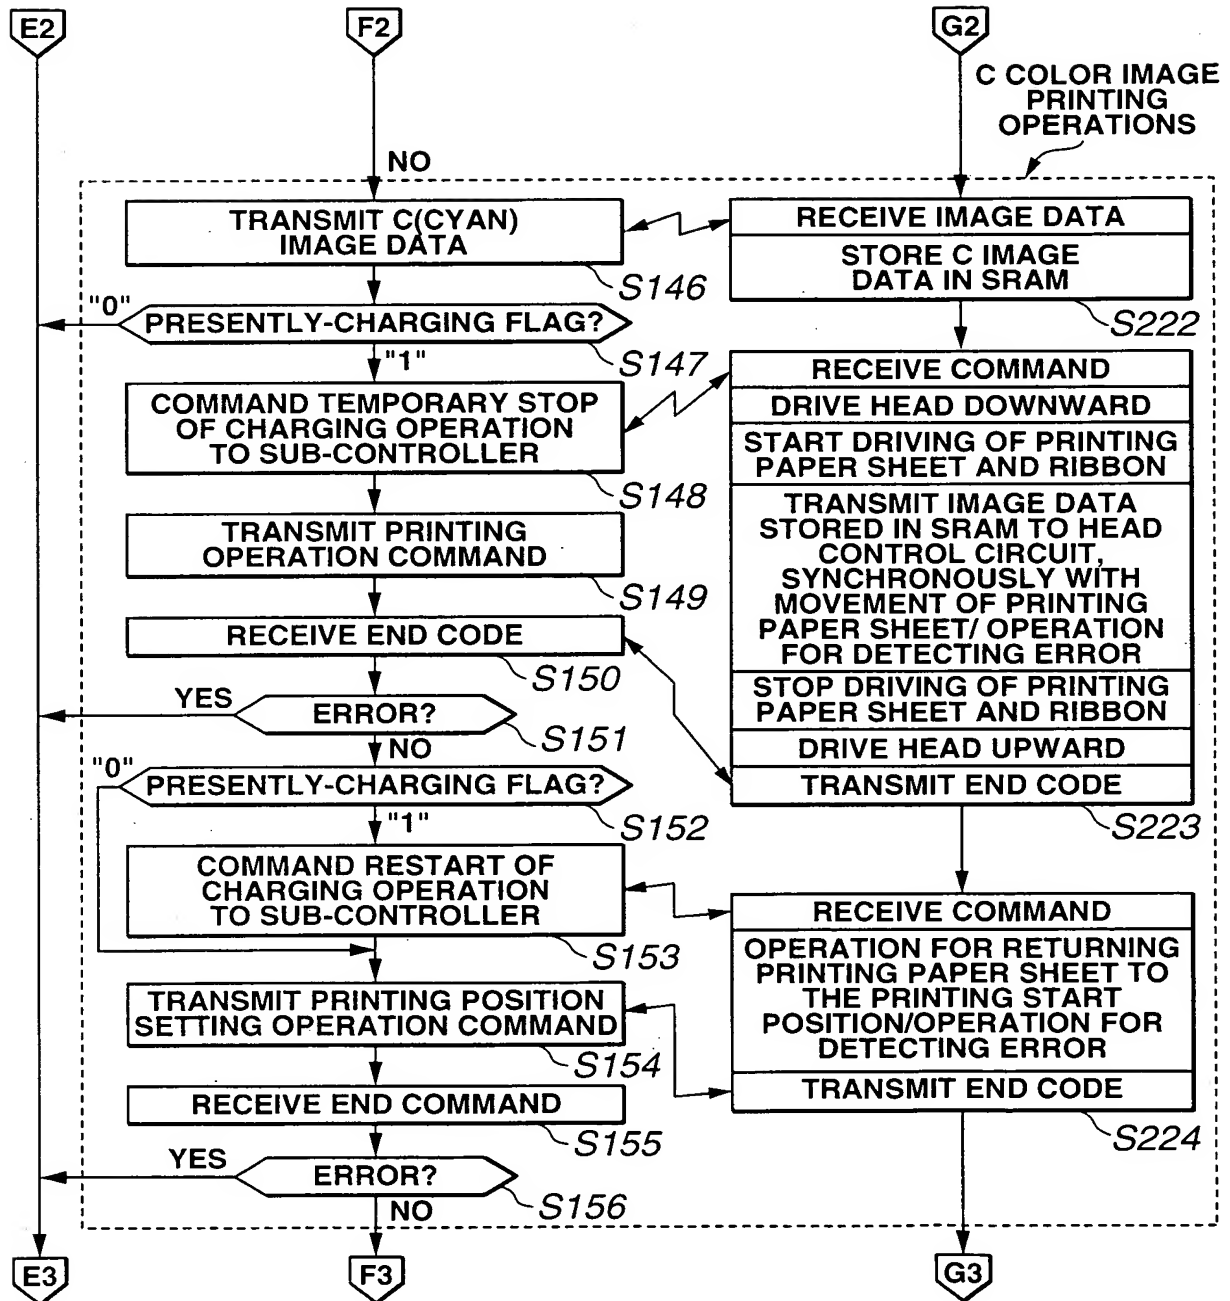 E2
F2
G2
C COLOR IMAGE
PRINTING
OPERATIONS
NO
TRANSMIT C(CYAN)
IMAGE DATA
S146
"0"
PRESENTLY-CHARGING FLAG?
S147
"1"
COMMAND TEMPORARY STOP
OF CHARGING OPERATION
TO SUB-CONTROLLER
S148
TRANSMIT PRINTING
OPERATION COMMAND
S149
RECEIVE END CODE
S150
YES
ERROR?
S151
NO
"0"
PRESENTLY-CHARGING FLAG?
S152
"1"
COMMAND RESTART OF
CHARGING OPERATION
TO SUB-CONTROLLER
S153
TRANSMIT PRINTING POSITION
SETTING OPERATION COMMAND
S154
RECEIVE END COMMAND
S155
YES
ERROR?
S156
NO
RECEIVE IMAGE DATA
STORE C IMAGE
DATA IN SRAM
S222
RECEIVE COMMAND
DRIVE HEAD DOWNWARD
START DRIVING OF PRINTING
PAPER SHEET AND RIBBON
TRANSMIT IMAGE DATA
STORED IN SRAM TO HEAD
CONTROL CIRCUIT,
SYNCHRONOUSLY WITH
MOVEMENT OF PRINTING
PAPER SHEET/ OPERATION
FOR DETECTING ERROR
STOP DRIVING OF PRINTING
PAPER SHEET AND RIBBON
DRIVE HEAD UPWARD
TRANSMIT END CODE
S223
RECEIVE COMMAND
OPERATION FOR RETURNING
PRINTING PAPER SHEET TO
THE PRINTING START
POSITION/OPERATION FOR
DETECTING ERROR
TRANSMIT END CODE
S224
E3
F3
G3